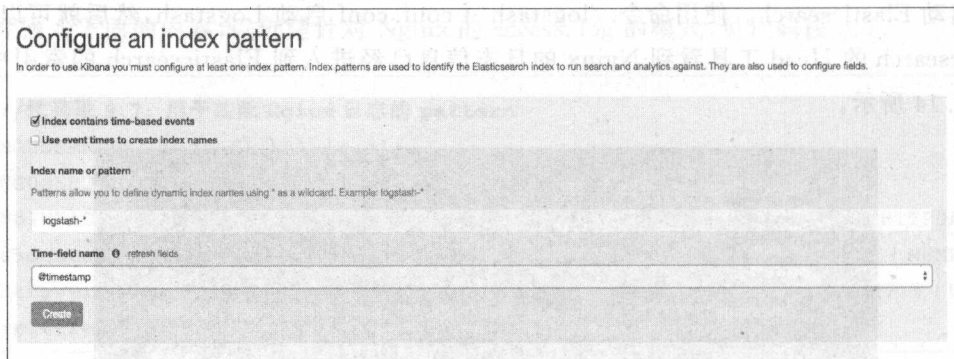 Configure an index pattern
In order to use Kibana you must configure at least one index pattern. Index patterns are used to identify the Elasticsearch index to run search and analytics against. They are also used to configure fields.
Index contains time-based events
Use event times to create index names
Index name or pattern
Patterns allow you to define dynamic index names using * as a wildcard. Example: logstash-*
logstash-*
Time-field name refresh fields
@timestamp
Create